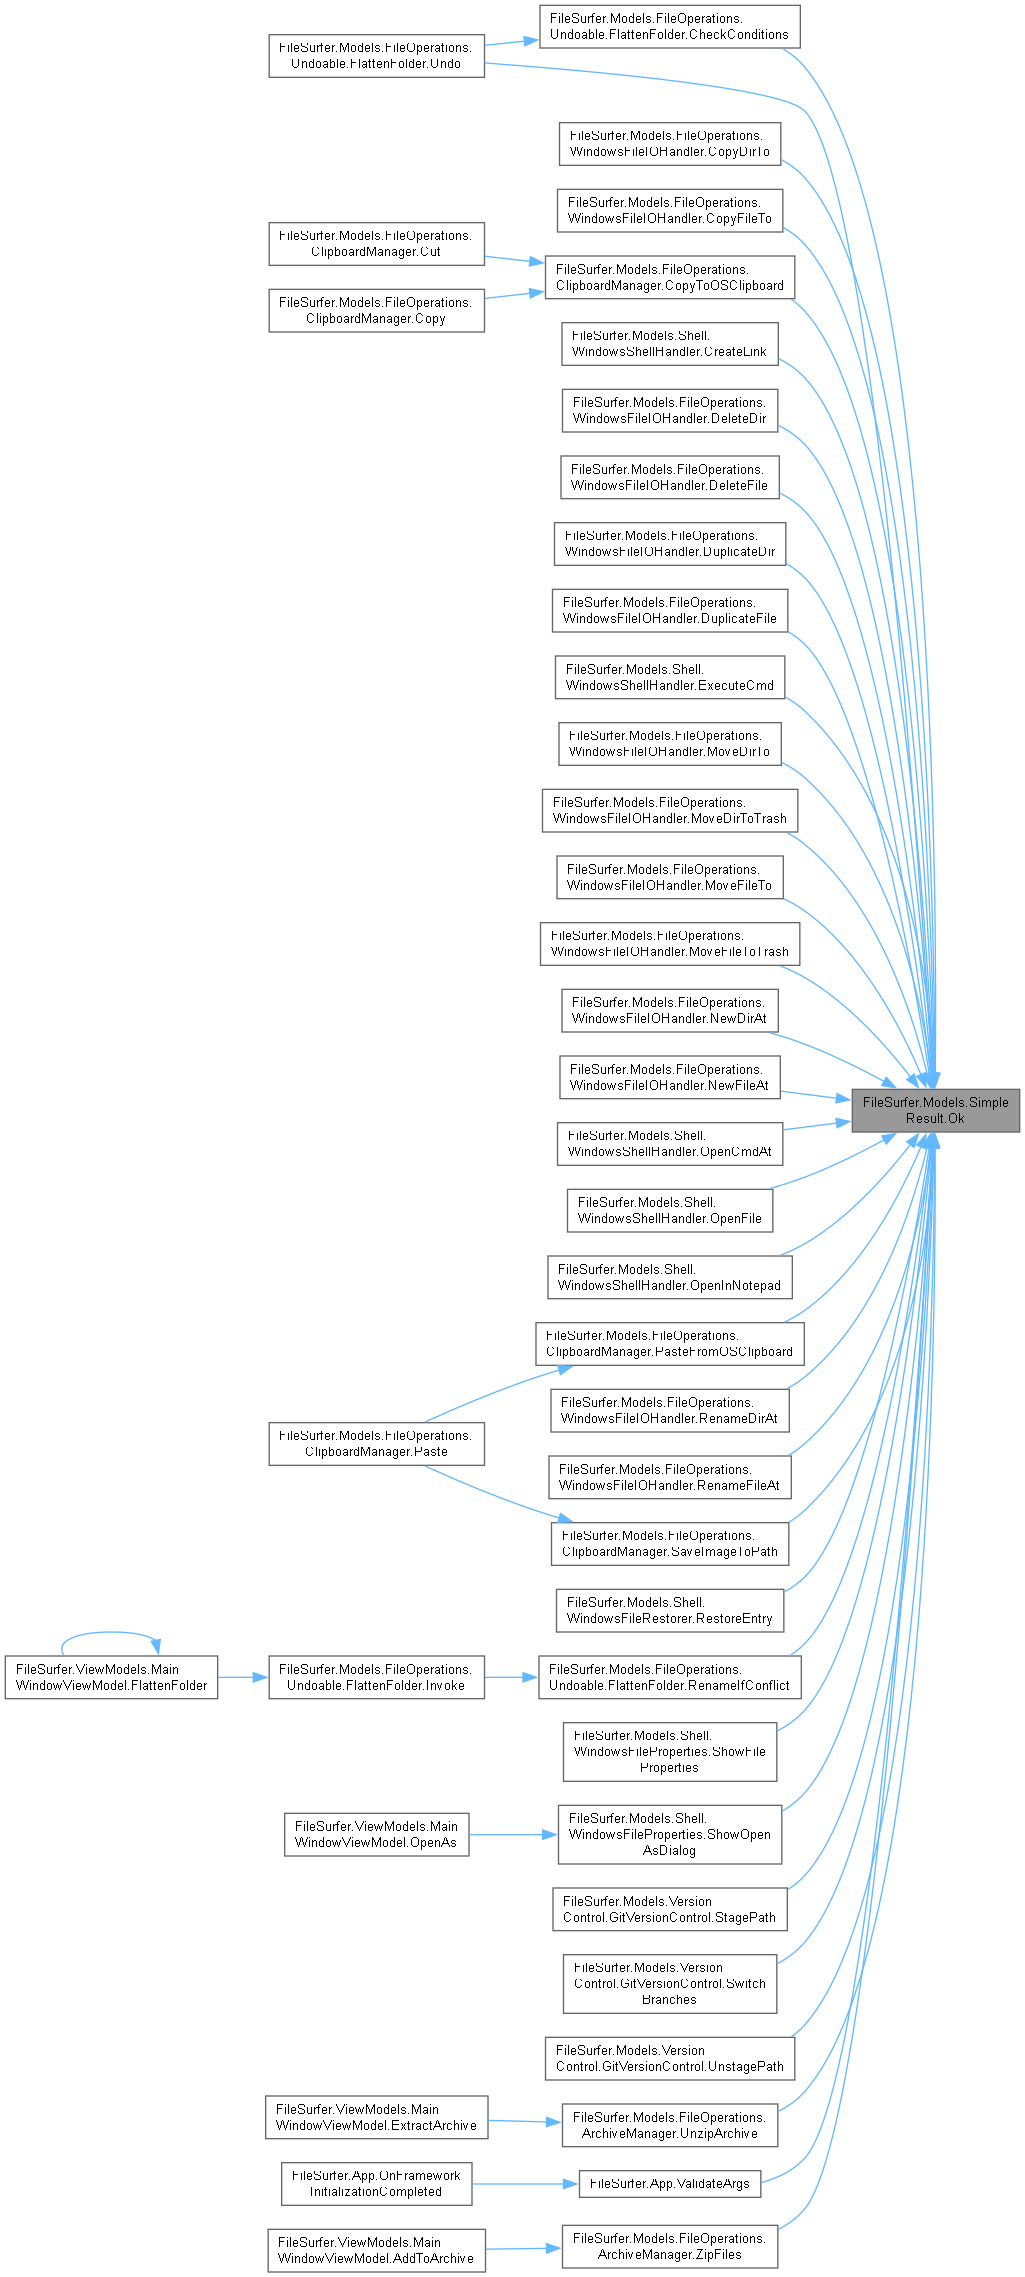 FileSurfer.Models.FileOperations.
Undoable.FlattenFolder.CheckConditions
FileSurfer.Models.FileOperations.
Undoable.FlattenFolder.Undo
FileSurfer.Models.FileOperations.
WindowsFileIOHandler.CopyDirTo
FileSurfer.Models.FileOperations.
WindowsFileIOHandler.CopyFileTo
FileSurfer.Models.FileOperations.
ClipboardManager.Cut
FileSurfer.Models.FileOperations.
ClipboardManager.CopyToOSClipboard
FileSurfer.Models.FileOperations.
ClipboardManager.Copy
FileSurfer.Models.Shell.
WindowsShellHandler.CreateLink
FileSurfer.Models.FileOperations.
WindowsFileIOHandler.DeleteDir
FileSurfer.Models.FileOperations.
WindowsFileIOHandler.DeleteFile
FileSurfer.Models.FileOperations.
WindowsFileIOHandler.DuplicateDir
FileSurfer.Models.FileOperations.
WindowsFileIOHandler.DuplicateFile
FileSurfer.Models.Shell.
WindowsShellHandler.ExecuteCmd
FileSurfer.Models.FileOperations.
WindowsFileIOHandler.MoveDirTo
FileSurfer.Models.FileOperations.
WindowsFileIOHandler.MoveDirToTrash
FileSurfer.Models.FileOperations.
WindowsFileIOHandler.MoveFileTo
FileSurfer.Models.FileOperations.
WindowsFileIOHandler.MoveFileToTrash
FileSurfer.Models.FileOperations.
WindowsFileIOHandler.NewDirAt
FileSurfer.Models.FileOperations.
WindowsFileIOHandler.NewFileAt
FileSurfer.Models.Simple
Result.Ok
FileSurfer.Models.Shell.
WindowsShellHandler.OpenCmdAt
FileSurfer.Models.Shell.
WindowsShellHandler.OpenFile
FileSurfer.Models.Shell.
WindowsShellHandler.OpenInNotepad
FileSurfer.Models.FileOperations.
ClipboardManager.PasteFromOSClipboard
FileSurfer.Models.FileOperations.
WindowsFileIOHandler.RenameDirAt
FileSurfer.Models.FileOperations.
ClipboardManager.Paste
FileSurfer.Models.FileOperations.
WindowsFileIOHandler.RenameFileAt
FileSurfer.Models.FileOperations.
ClipboardManager.SaveImageToPath
FileSurfer.Models.Shell.
WindowsFileRestorer.RestoreEntry
FileSurfer.ViewModels.Main
WindowViewModel.FlattenFolder
FileSurfer.Models.FileOperations.
Undoable.FlattenFolder.Invoke
FileSurfer.Models.FileOperations.
Undoable.FlattenFolder.RenameIfConflict
FileSurfer.Models.Shell.
WindowsFileProperties.ShowFile
Properties
FileSurfer.ViewModels.Main
WindowViewModel.OpenAs
FileSurfer.Models.Shell.
WindowsFileProperties.ShowOpen
AsDialog
FileSurfer.Models.Version
Control.GitVersionControl.StagePath
FileSurfer.Models.Version
Control.GitVersionControl.Switch
Branches
FileSurfer.Models.Version
Control.GitVersionControl.UnstagePath
FileSurfer.ViewModels.Main
WindowViewModel.ExtractArchive
FileSurfer.Models.FileOperations.
ArchiveManager.UnzipArchive
FileSurfer.App.OnFramework
InitializationCompleted
FileSurfer.App.ValidateArgs
FileSurfer.ViewModels.Main
WindowViewModel.AddToArchive
FileSurfer.Models.FileOperations.
ArchiveManager.ZipFiles